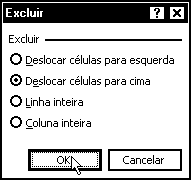 Excluir
Excluir
Deslocar células para esquerda
Deslocar células para cima
Linha inteira
Coluna inteira
OK
Cancelar